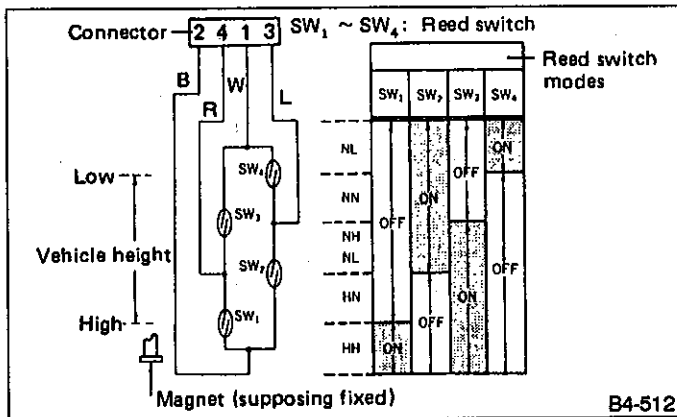 Connector
2 4 1 3
SW₁ ~ SW₄: Reed switch
Reed switch modes
B
R
W
L
SW₁ SW₂ SW₃ SW₄
SW₄
SW₃
SW₂
SW₁
Low
Vehicle height
High
Magnet (supposing fixed)
NL
NN
NH
NL
HN
HH
OFF
ON
ON
OFF
OFF
ON
ON
OFF
B4-512